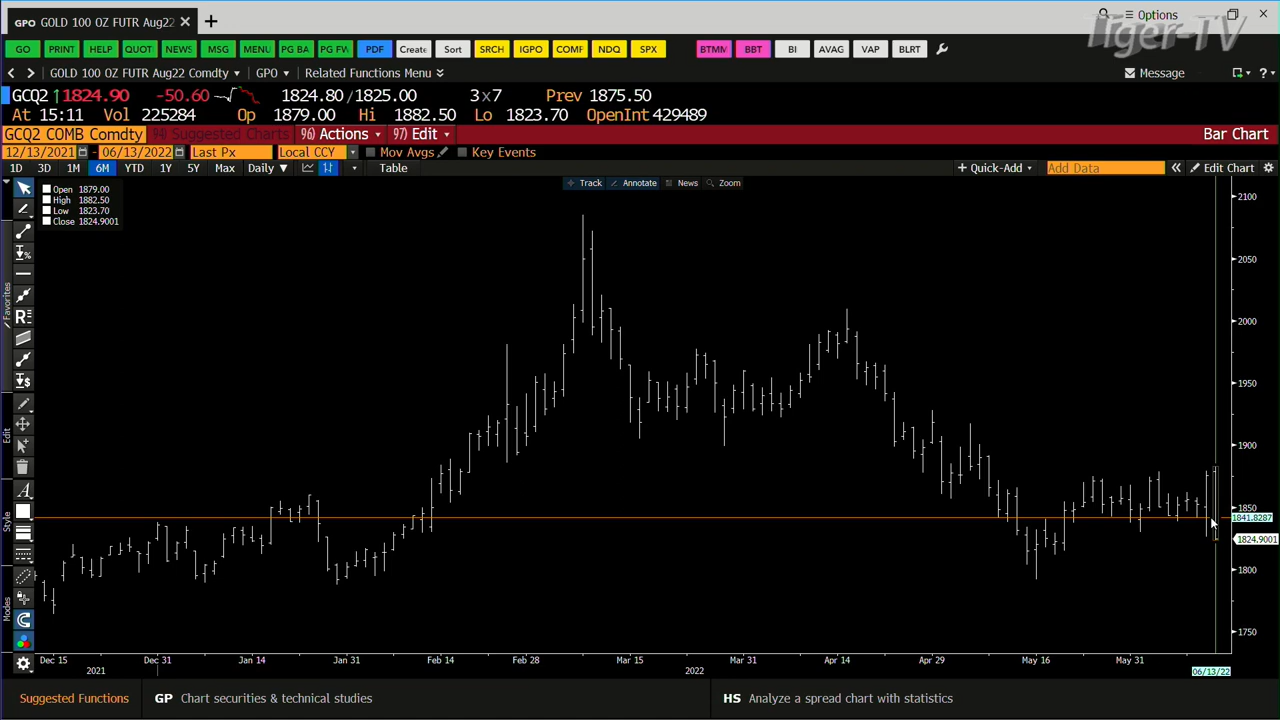 GPO GOLD 100 OZ FUTR Aug22 × +
Options
Tiger-TV
GO PRINT HELP QUOT NEWS MSG MENU PG BA PG FW PDF Create Sort SRCH IGPO COMF NDQ SPX BTMM BBT BI AVAG VAP BLRT
GOLD 100 OZ FUTR Aug22 Comdty GPO Related Functions Menu Message ?
GCQ2 ↑1824.90 -50.60 1824.80/1825.00 3x7 Prev 1875.50
At 15:11 Vol 225284 Op 1879.00 Hi 1882.50 Lo 1823.70 OpenInt 429489
GCQ2 COMB Comdty 94) Suggested Charts 96) Actions 97) Edit Bar Chart
12/13/2021 - 06/13/2022 Last Px Local CCY Mov Avgs Key Events
1D 3D 1M 6M YTD 1Y 5Y Max Daily ▼ Table + Quick-Add Add Data « Edit Chart
Track Annotate News Zoom
Open 1879.00
High 1882.50
Low 1823.70
Close 1824.9001
Favorites
Edit
Style
Modes
2100
2050
2000
1950
1900
1850
1841.8287
1824.9001
1800
1750
Dec 15 Dec 31 Jan 14 Jan 31 Feb 14 Feb 28 Mar 15 Mar 31 Apr 14 Apr 29 May 16 May 31
2021 2022 06/13/22
Suggested Functions GP Chart securities & technical studies HS Analyze a spread chart with statistics